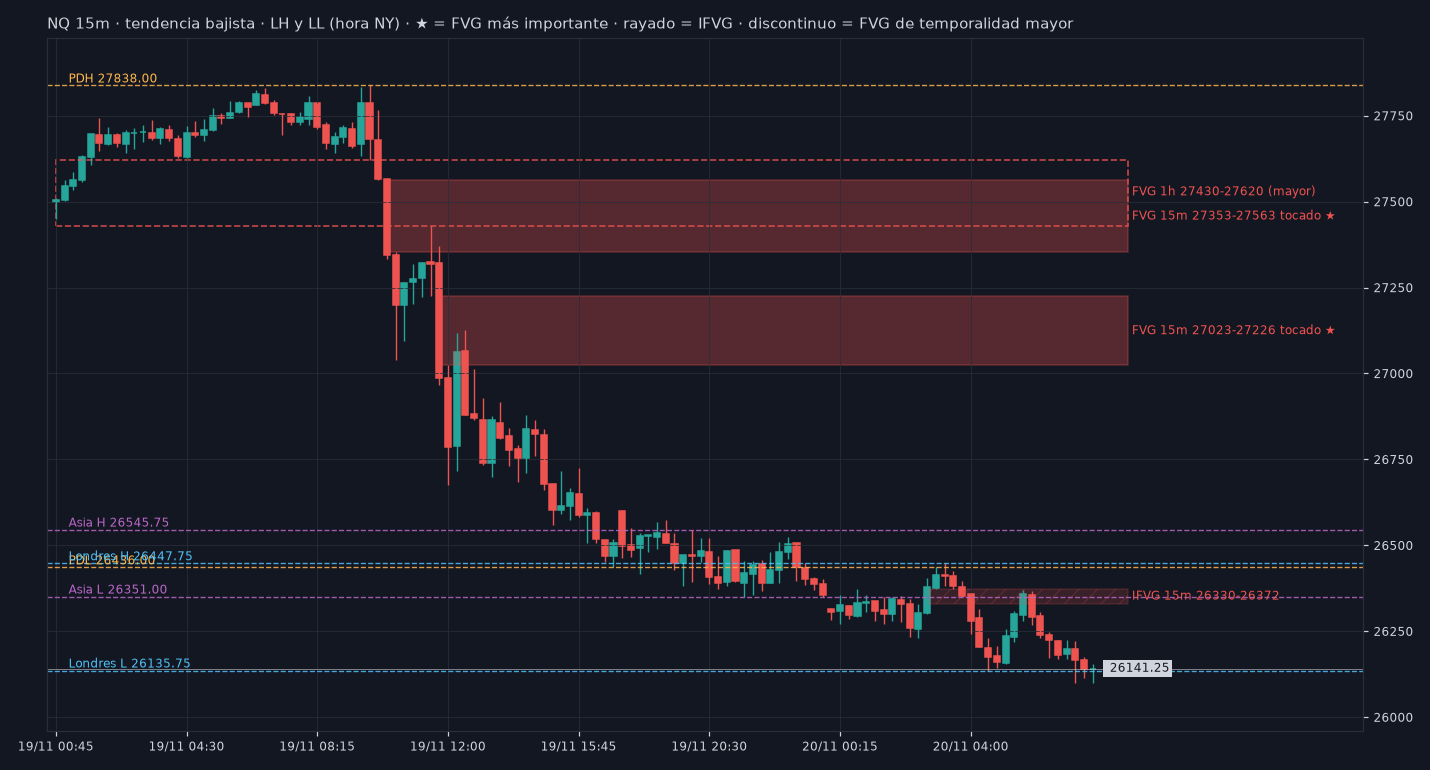 NQ 15m · tendencia bajista · LH y LL (hora NY) · ★ = FVG más importante · rayado = IFVG · discontinuo = FVG de temporalidad mayor
PDH 27838.00
27750
FVG 1h 27430-27620 (mayor)
27500
FVG 15m 27353-27563 tocado ★
27250
FVG 15m 27023-27226 tocado ★
27000
26750
Asia H 26545.75
26500
Londres H 26447.75
PDL 26436.00
Asia L 26351.00
IFVG 15m 26330-26372
26250
Londres L 26135.75
26141.25
26000
19/11 00:45 19/11 04:30 19/11 08:15 19/11 12:00 19/11 15:45 19/11 20:30 20/11 00:15 20/11 04:00